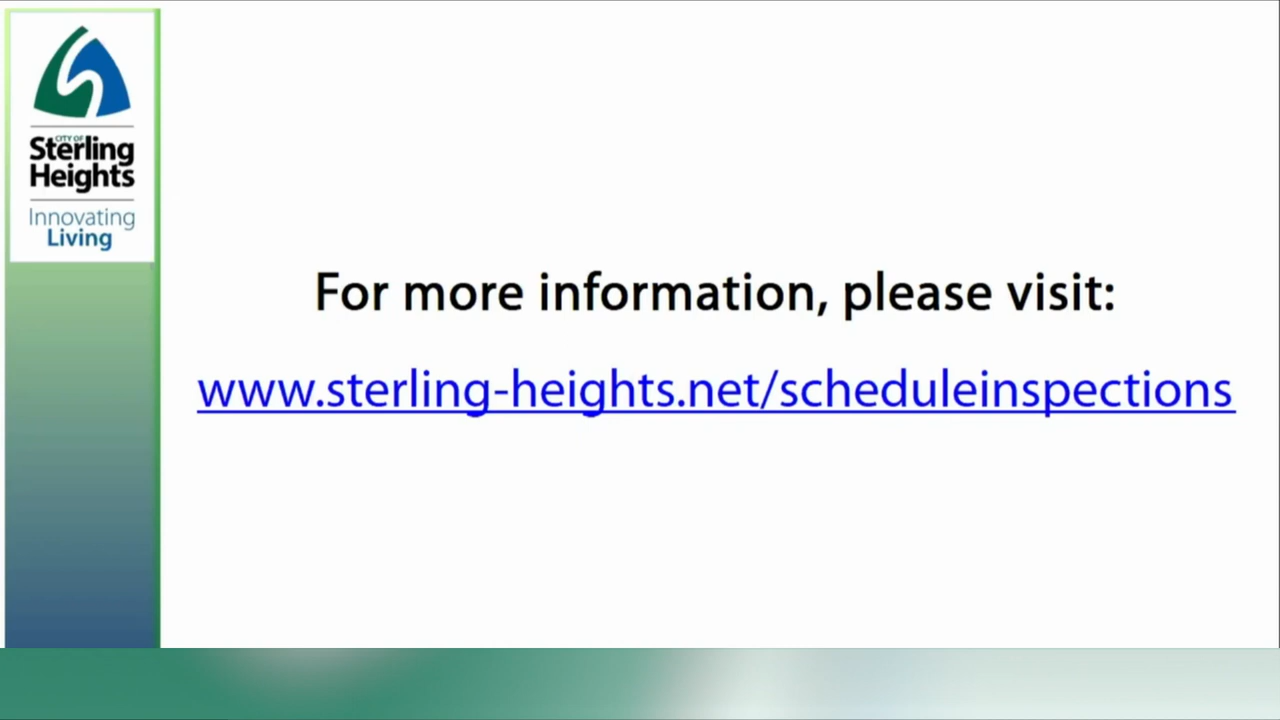 CITY OF
Sterling
Heights
Innovating
Living
For more information, please visit:
www.sterling-heights.net/scheduleinspections